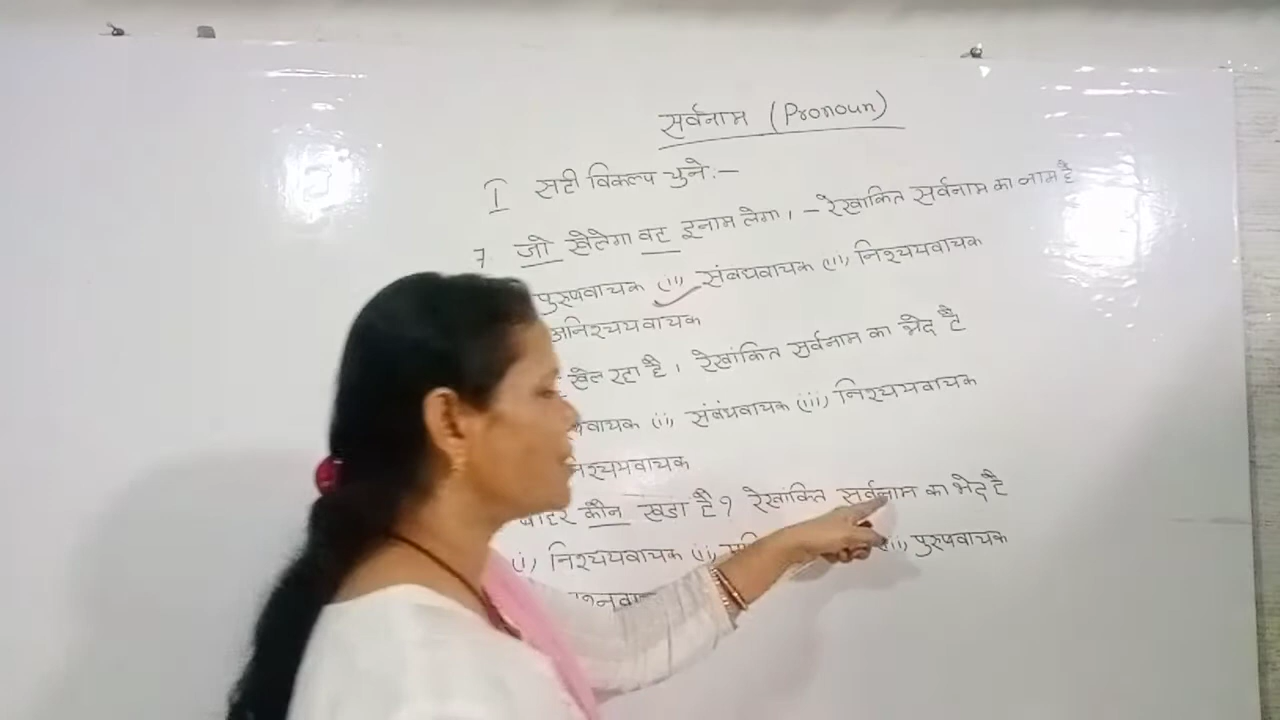 सर्वनाम (Pronoun)
I सही विकल्प चुने:-
7. जो खेलेगा वह इनाम लेगा। - रेखांकित सर्वनाम का नाम है
पुरुषवाचक (ii) संबंधवाचक (iii) निश्चयवाचक
अनिश्चयवाचक
खेल रहा है। रेखांकित सर्वनाम का भेद है
वाचक (ii) संबंधवाचक (iii) निश्चयवाचक
निश्चयवाचक
बाहर कौन खडा है? रेखांकित सर्वनाम का भेद है
(i) निश्चयवाचक (ii) पुरुषवाचक